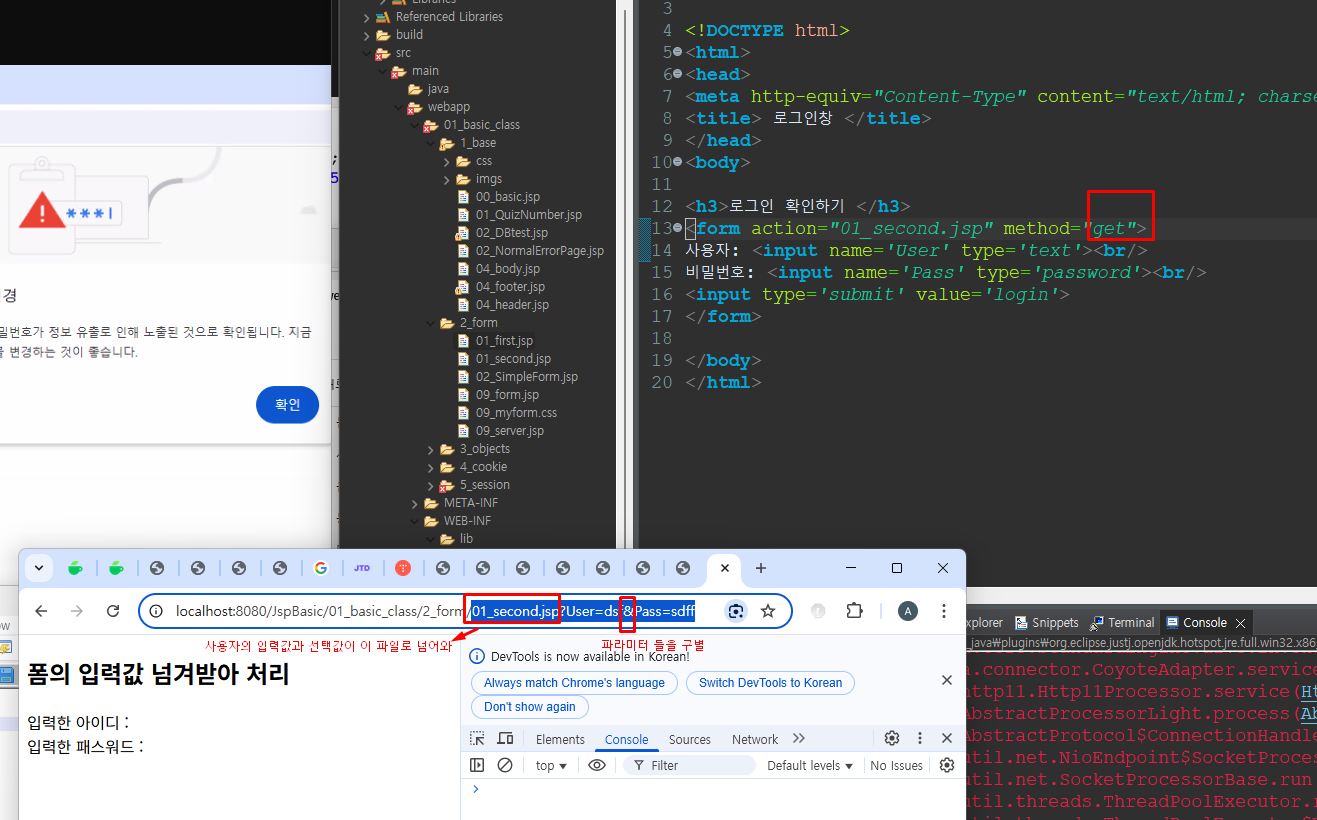 Libraries
Referenced Libraries
build
src
main
java
webapp
01_basic_class
1_base
css
imgs
00_basic.jsp
01_QuizNumber.jsp
02_DBtest.jsp
02_NormalErrorPage.jsp
04_body.jsp
04_footer.jsp
04_header.jsp
2_form
01_first.jsp
01_second.jsp
02_SimpleForm.jsp
09_form.jsp
09_myform.css
09_server.jsp
3_objects
4_cookie
5_session
META-INF
WEB-INF
lib
3
4 <!DOCTYPE html>
5 <html>
6 <head>
7 <meta http-equiv="Content-Type" content="text/html; charse
8 <title> 로그인창 </title>
9 </head>
10 <body>
11
12 <h3>로그인 확인하기 </h3>
13 <form action="01_second.jsp" method="get">
14 사용자: <input name='User' type='text'><br/>
15 비밀번호: <input name='Pass' type='password'><br/>
16 <input type='submit' value='login'>
17 </form>
18
19 </body>
20 </html>
***
경
밀번호가 정보 유출로 인해 노출된 것으로 확인됩니다. 지금
를 변경하는 것이 좋습니다.
확인
;
5
JTD
localhost:8080/JspBasic/01_basic_class/2_form/01_second.jsp?User=dsf&Pass=sdff
A
사용자의 입력값과 선택값이 이 파일로 넘어와
파라미터 들을 구별
폼의 입력값 넘겨받아 처리
입력한 아이디 :
입력한 패스워드 :
DevTools is now available in Korean!
Always match Chrome's language
Switch DevTools to Korean
Don't show again
Elements Console Sources Network
top
Filter
Default levels
No Issues
xplorer Snippets Terminal Console
_java₩plugins₩org.eclipse.justj.openjdk.hotspot.jre.full.win32.x86
a.connector.CoyoteAdapter.service
http11.Http11Processor.service(Ht
AbstractProcessorLight.process(Ab
AbstractProtocol$ConnectionHandle
util.net.NioEndpoint$SocketProces
util.net.SocketProcessorBase.run
util.threads.ThreadPoolExecutor.r